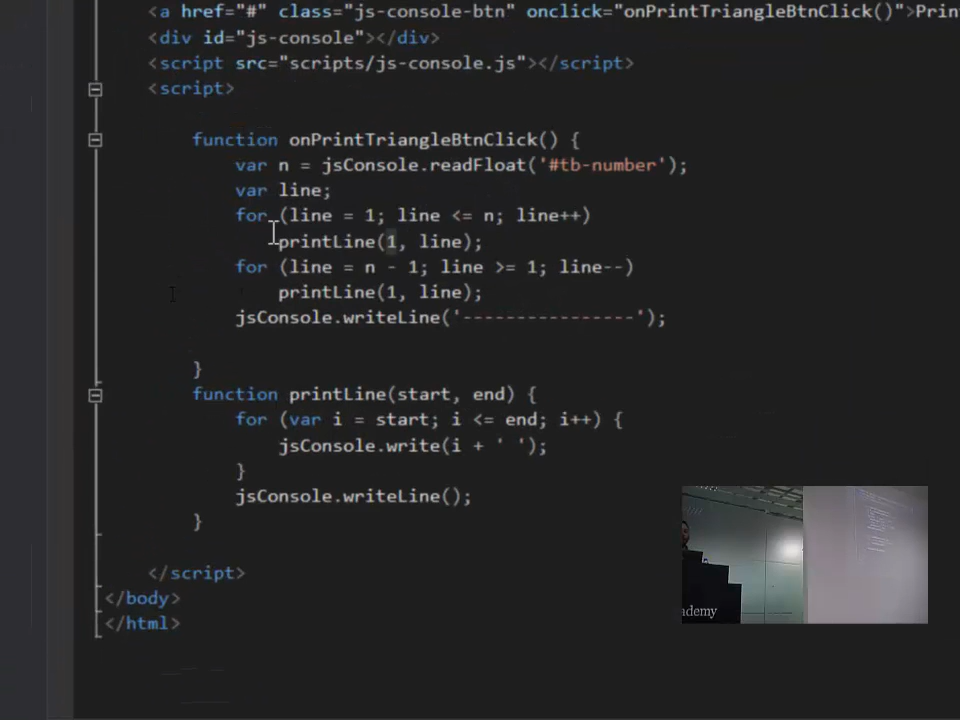 <a href="#" class="js-console-btn" onclick="onPrintTriangleBtnClick()">Prin
<div id="js-console"></div>
<script src="scripts/js-console.js"></script>
<script>
function onPrintTriangleBtnClick() {
var n = jsConsole.readFloat('#tb-number');
var line;
for (line = 1; line <= n; line++)
printLine(1, line);
for (line = n - 1; line >= 1; line--)
printLine(1, line);
jsConsole.writeLine('----------------');
}
function printLine(start, end) {
for (var i = start; i <= end; i++) {
jsConsole.write(i + ' ');
}
jsConsole.writeLine();
}
</script>
</body>
</html>
ademy